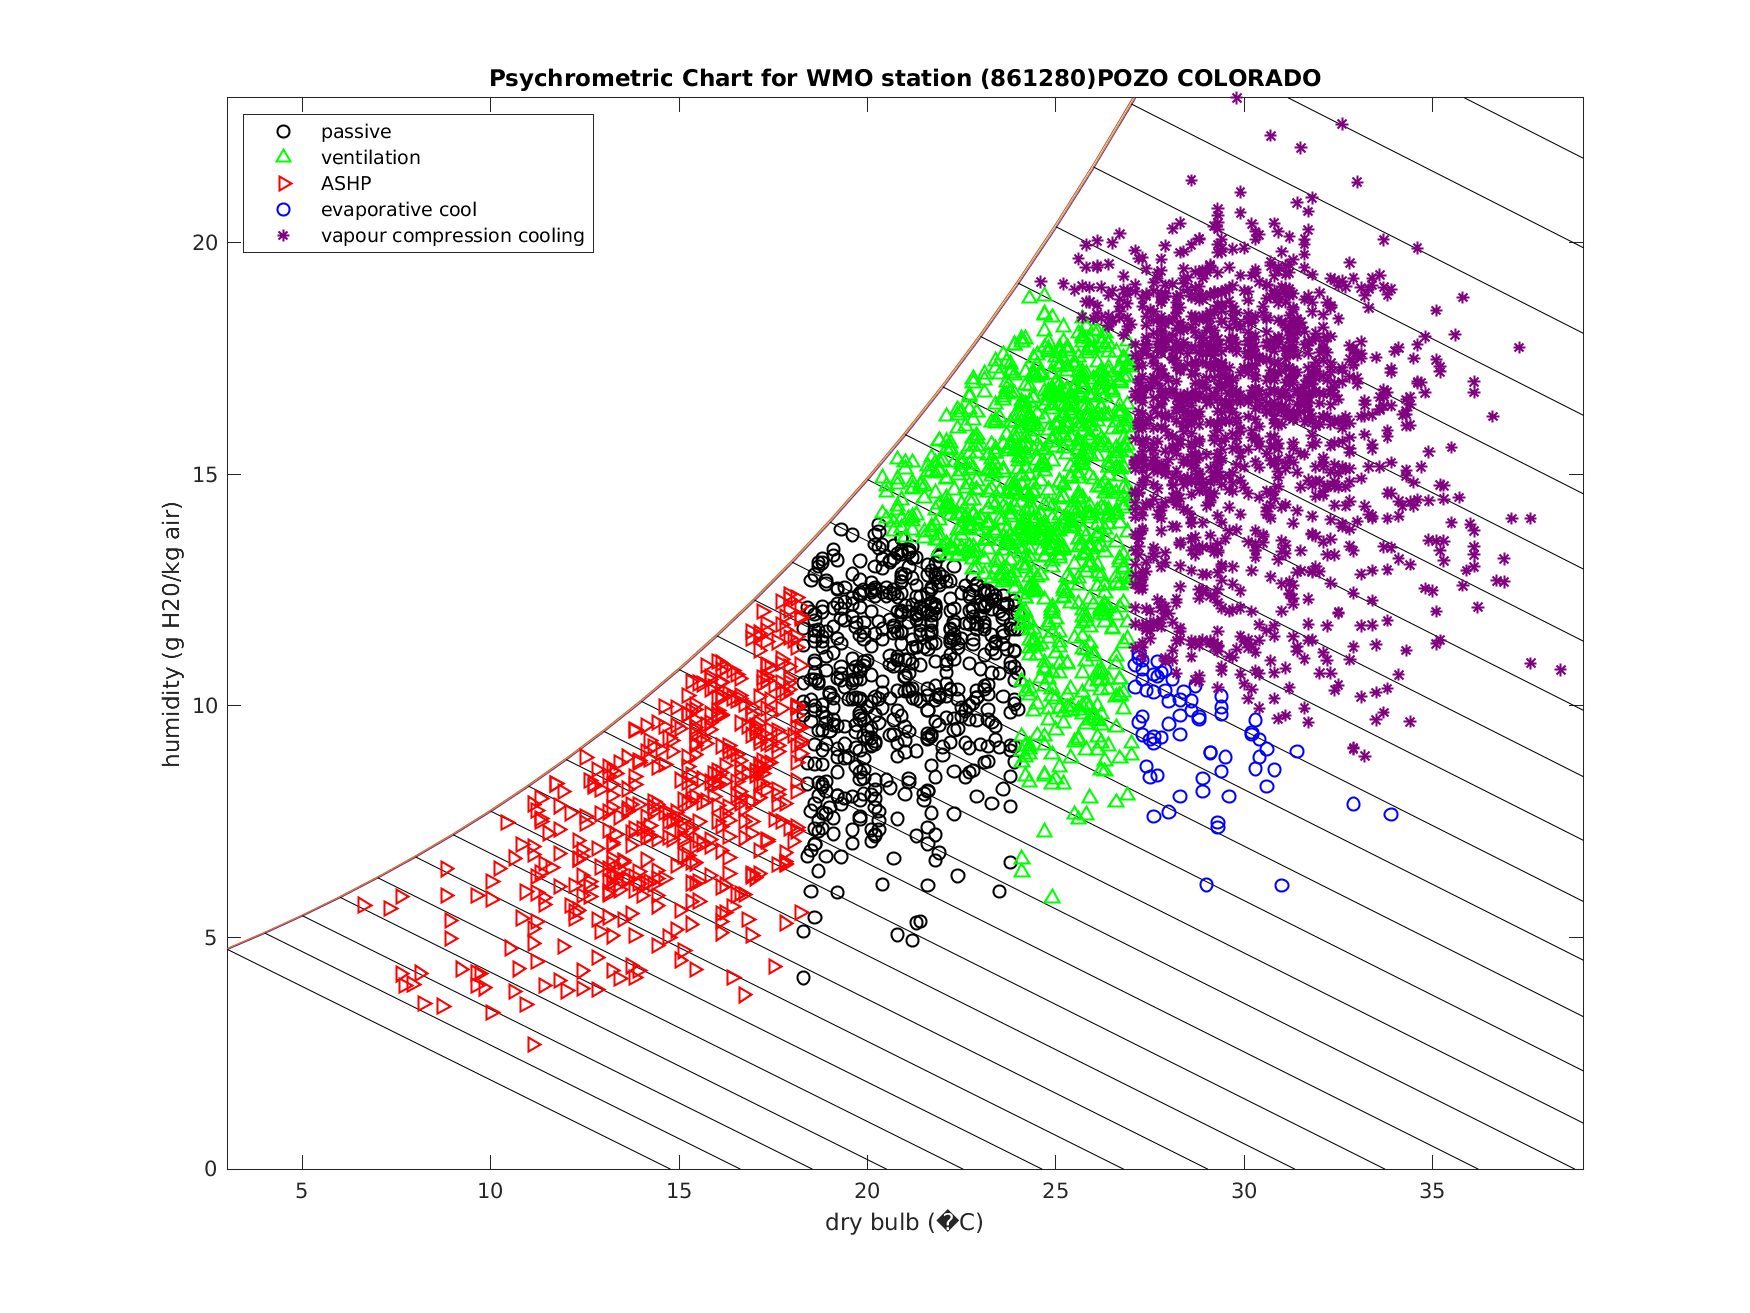 Psychrometric Chart for WMO station (861280)POZO COLORADO
passive
ventilation
ASHP
evaporative cool
vapour compression cooling
20
15
10
5
0
humidity (g H20/kg air)
5 10 15 20 25 30 35
dry bulb (�C)